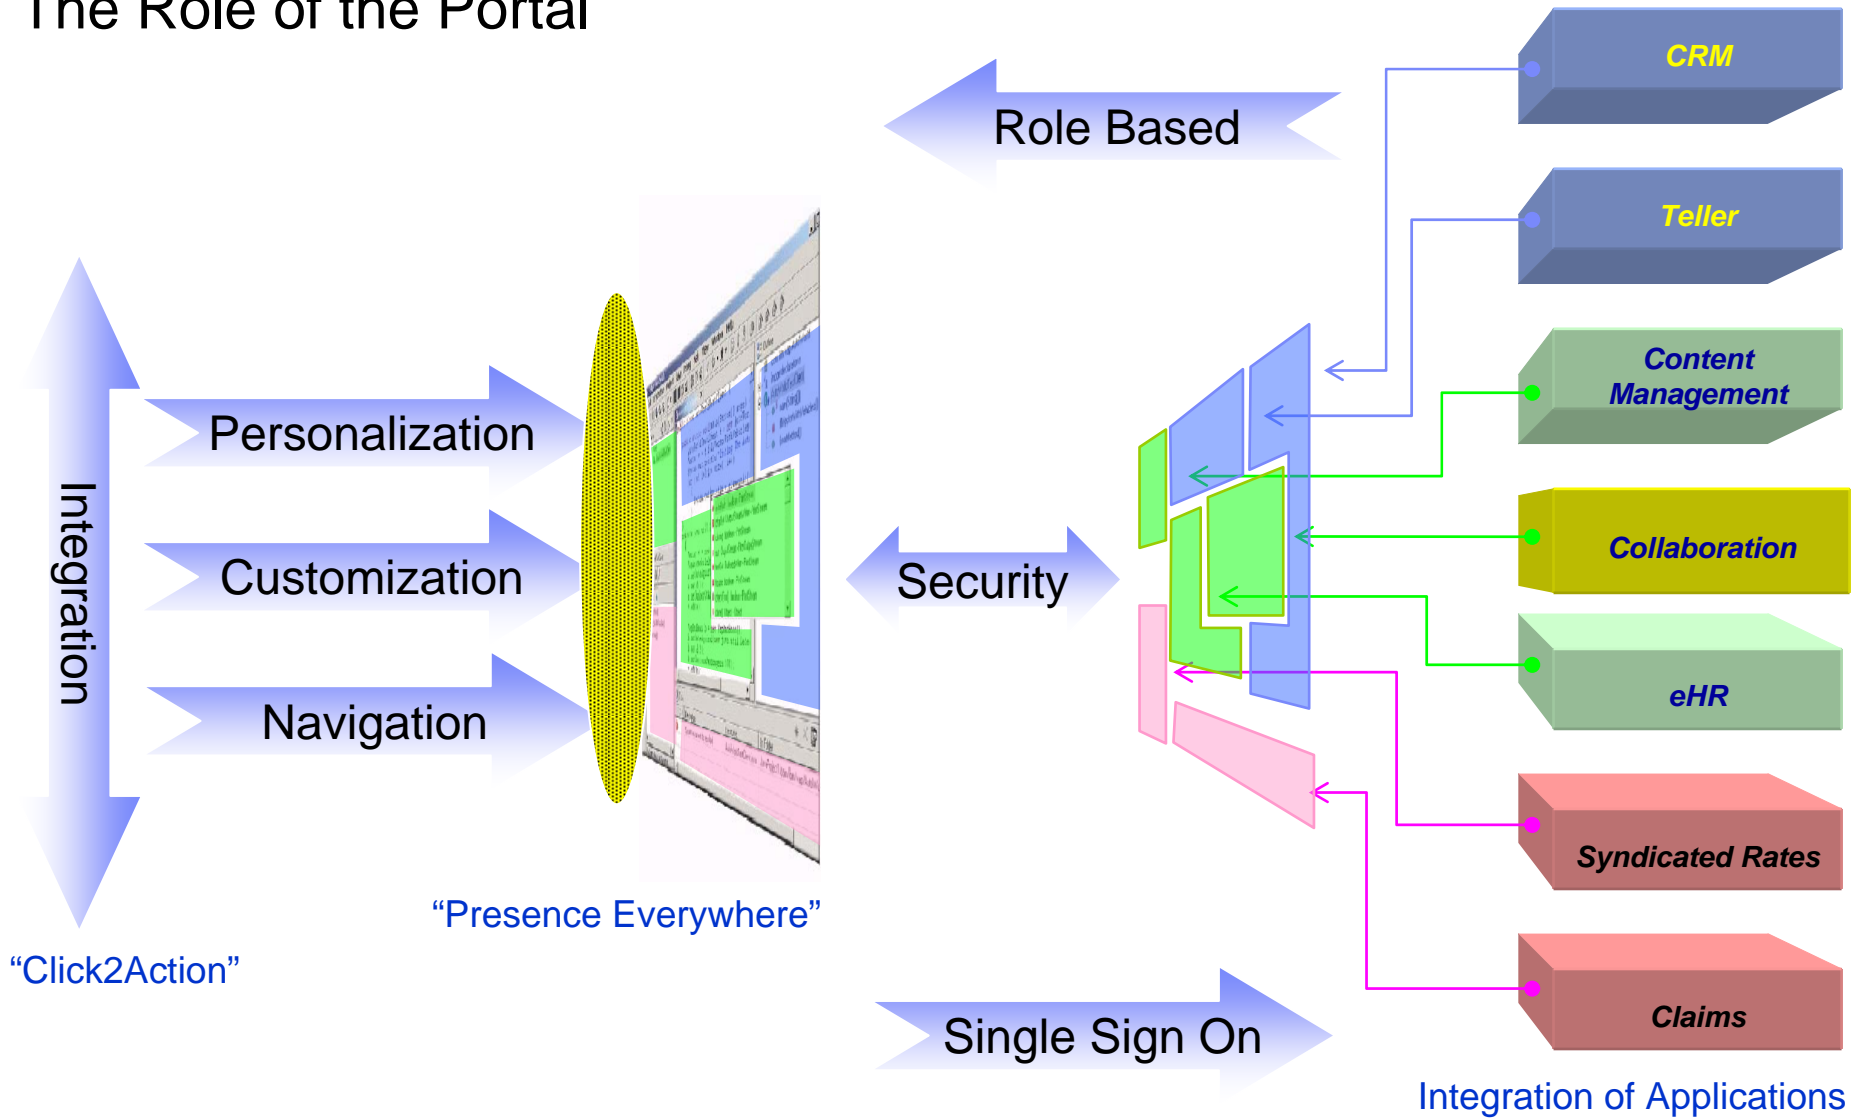 The Role of the Portal
CRM
Role Based
Teller
Content
Management
Personalization
Integration
Customization
Security
Collaboration
Navigation
eHR
Syndicated Rates
“Presence Everywhere”
“Click2Action”
Single Sign On
Claims
Integration of Applications